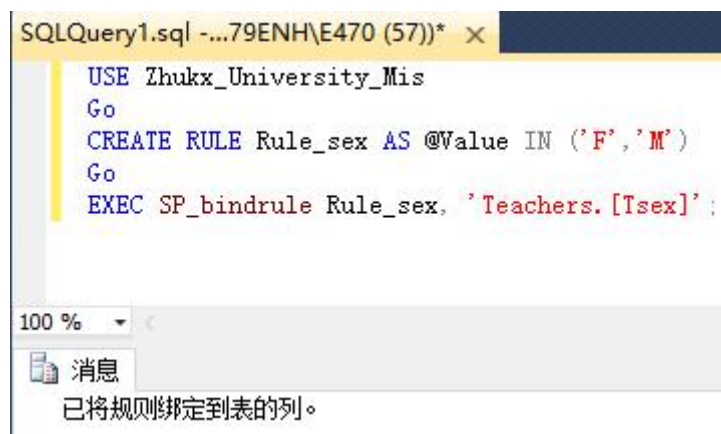 SQLQuery1.sql -...79ENH\E470 (57))* ×
USE Zhukx_University_Mis
Go
CREATE RULE Rule_sex AS @Value IN ('F','M')
Go
EXEC SP_bindrule Rule_sex, 'Teachers.[Tsex]';
100 %
消息
已将规则绑定到表的列。